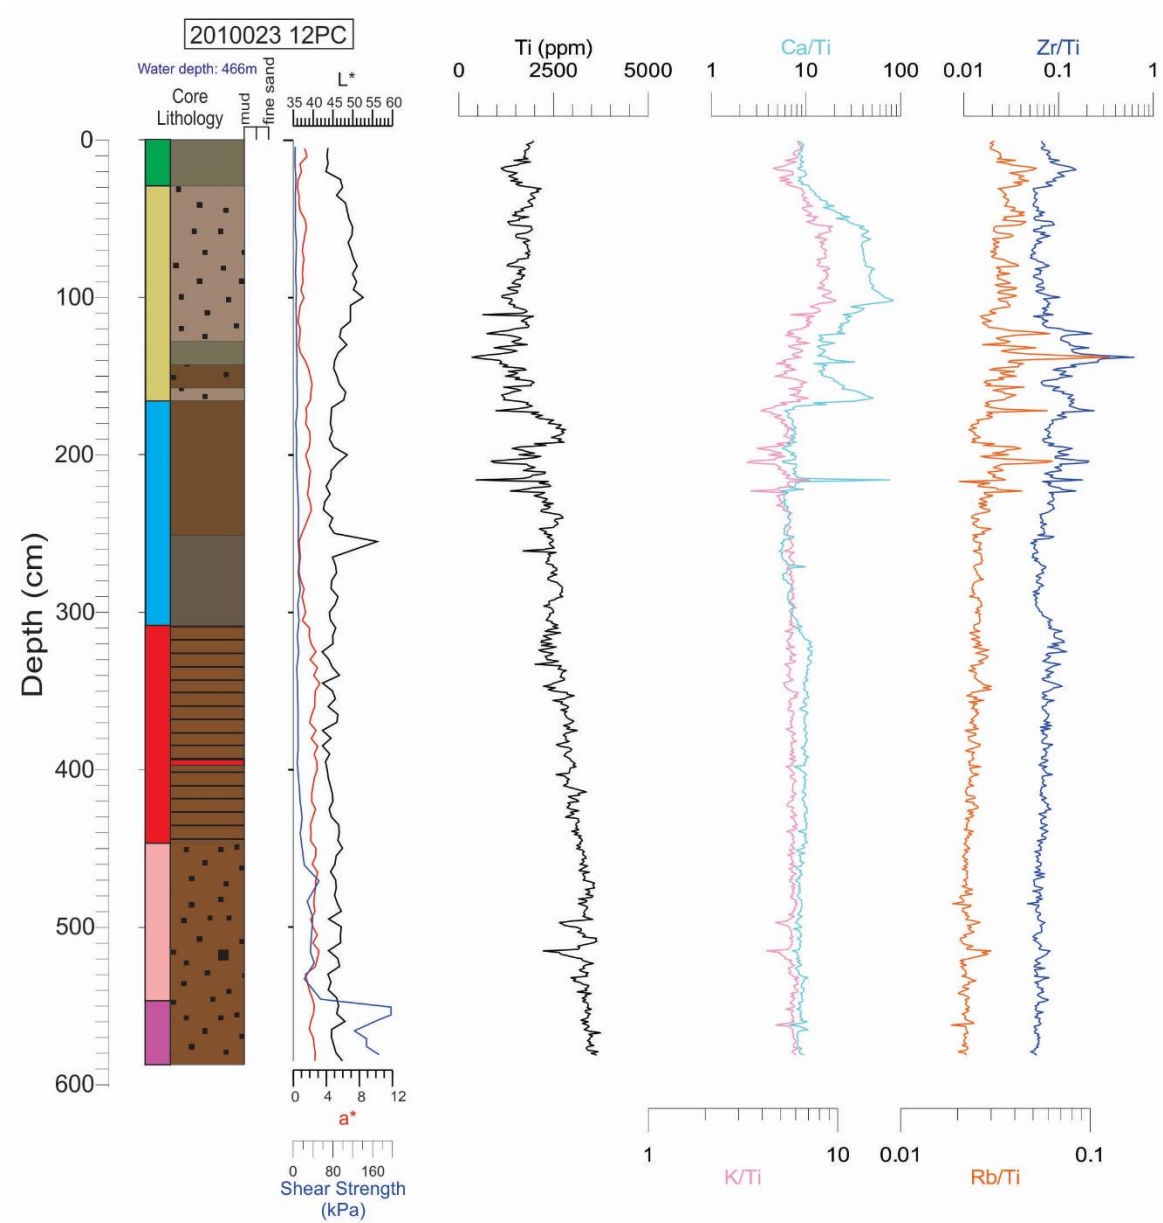 2010023 12PC
Water depth: 466m
Core
Lithology
mud
fine sand
L*
35 40 45 50 55 60
Ti (ppm)
0 2500 5000
Ca/Ti
1 10 100
Zr/Ti
0.01 0.1 1
Depth (cm)
0
100
200
300
400
500
600
0 4 8 12
a*
0 80 160
Shear Strength
(kPa)
1 10
K/Ti
0.01 0.1
Rb/Ti